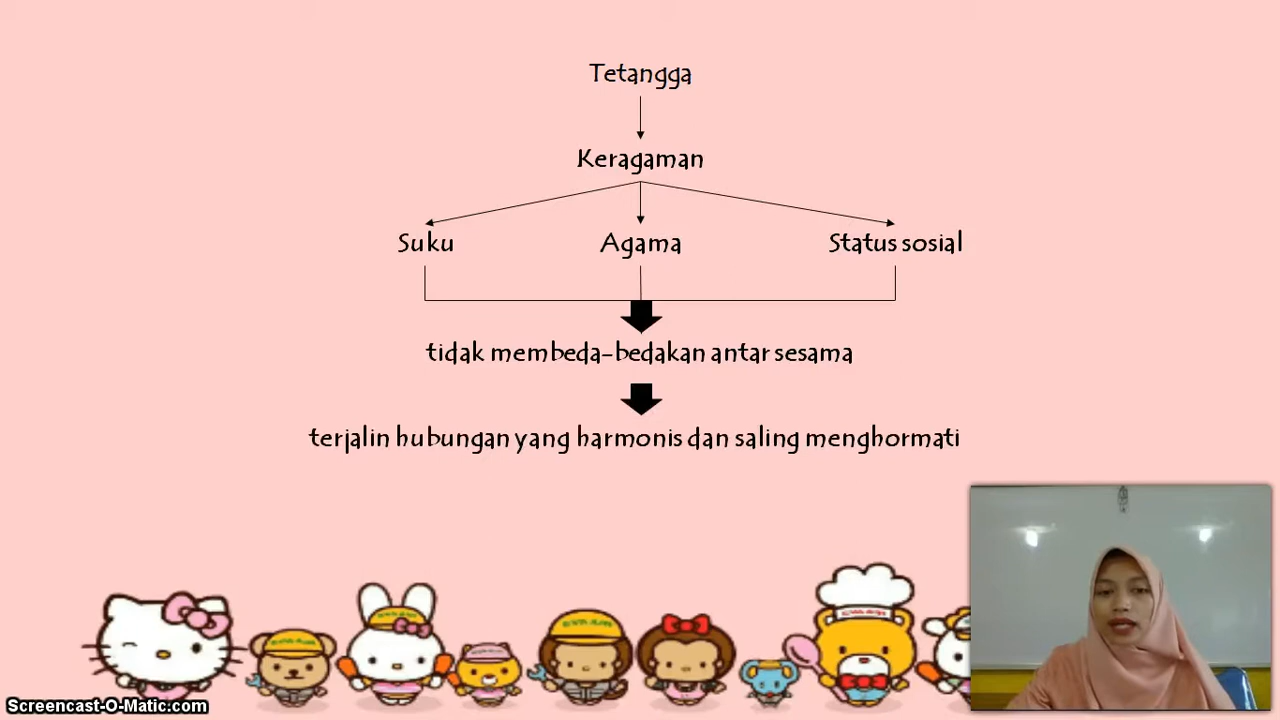 Tetangga
Keragaman
Suku Agama Status sosial
tidak membeda-bedakan antar sesama
terjalin hubungan yang harmonis dan saling menghormati
Screencast-O-Matic.com